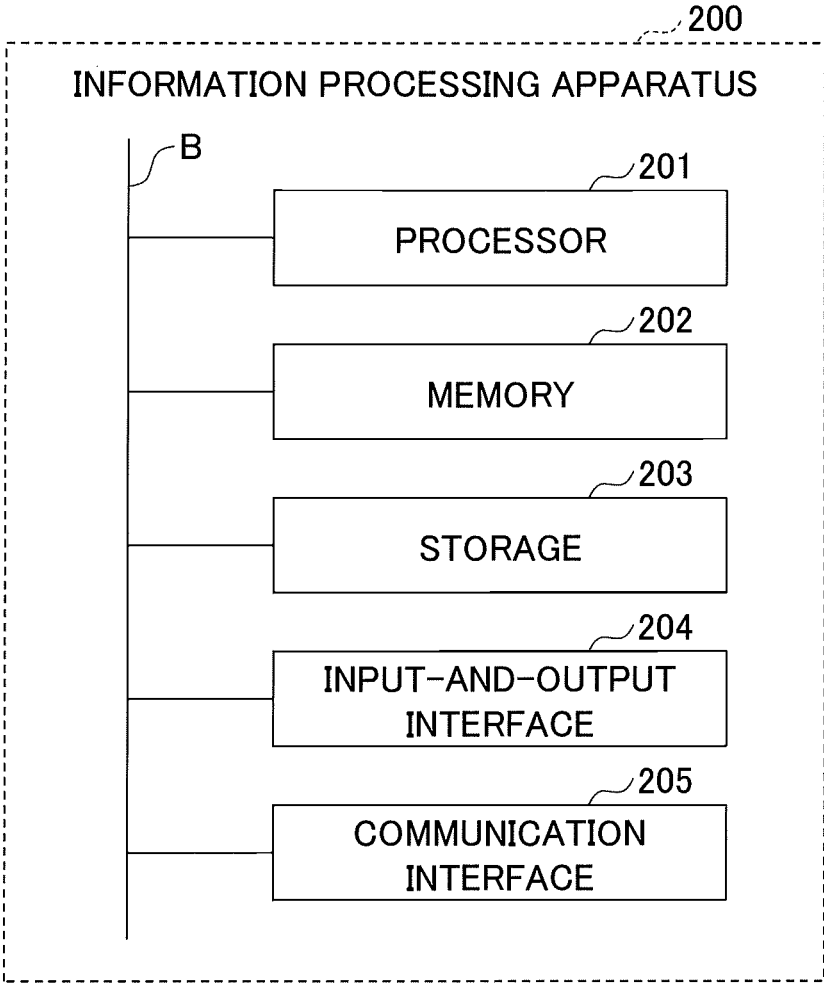 200
INFORMATION PROCESSING APPARATUS
B
201
PROCESSOR
202
MEMORY
203
STORAGE
204
INPUT-AND-OUTPUT
INTERFACE
205
COMMUNICATION
INTERFACE